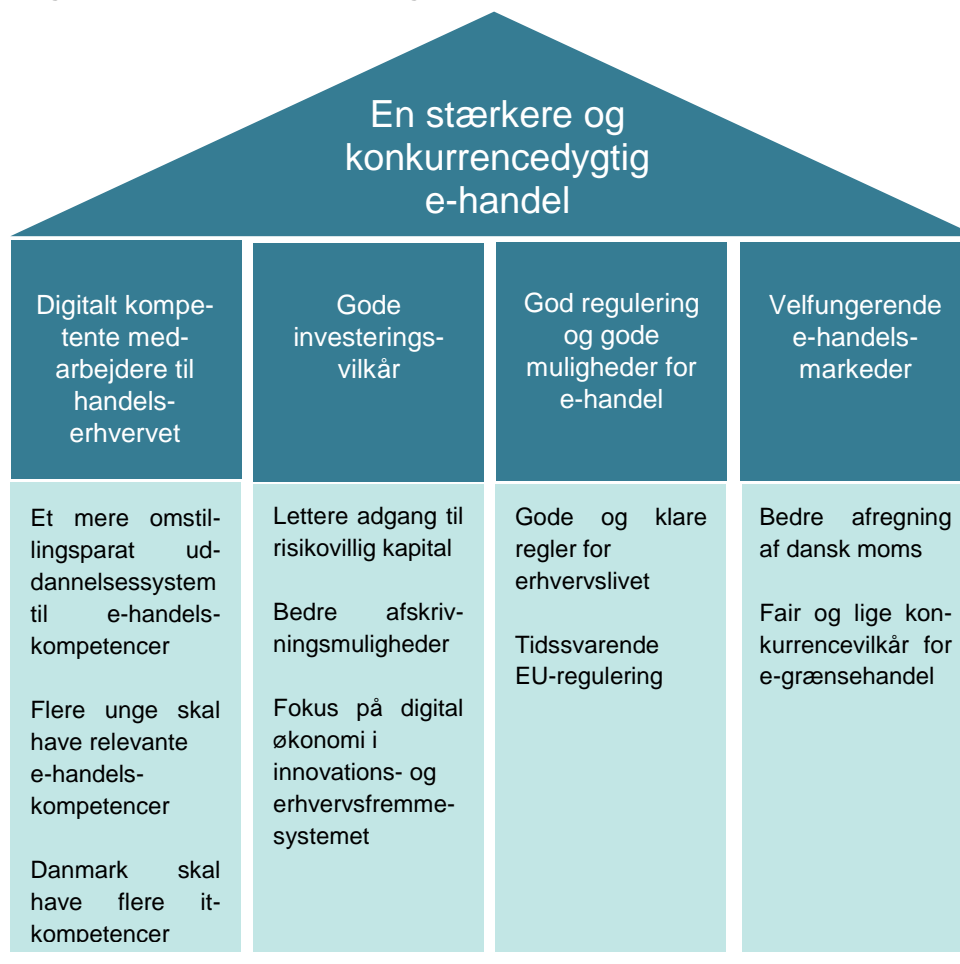 En stærkere og
konkurrencedygtig
e-handel
Digitalt kompe-
tente med-
arbejdere til
handels-
erhvervet
Gode
investerings-
vilkår
God regulering
og gode
muligheder for
e-handel
Velfungerende
e-handels-
markeder
Et mere omstil-
lingsparat ud-
dannelsessystem
til e-handels-
kompetencer
Flere unge skal
have relevante
e-handels-
kompetencer
Danmark skal
have flere it-
kompetencer
Lettere adgang til
risikovillig kapital
Bedre afskriv-
ningsmuligheder
Fokus på digital
økonomi i
innovations- og
erhvervsfremme-
systemet
Gode og klare
regler for
erhvervslivet
Tidssvarende
EU-regulering
Bedre afregning
af dansk moms
Fair og lige kon-
kurrencevilkår for
e-grænsehandel